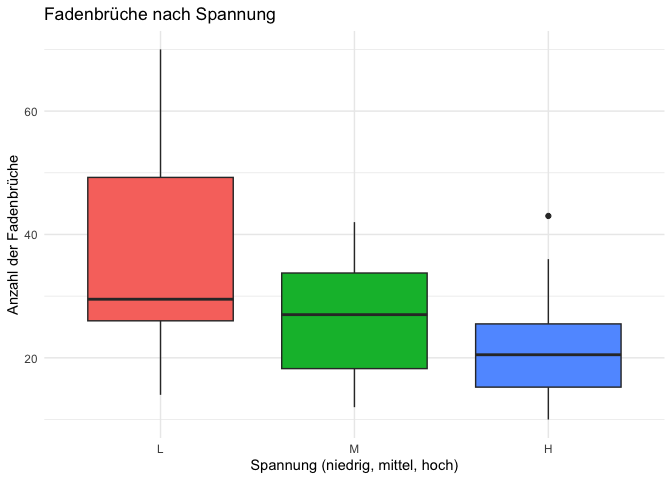 Fadenbrüche nach Spannung
Anzahl der Fadenbrüche
60
40
20
L M H
Spannung (niedrig, mittel, hoch)